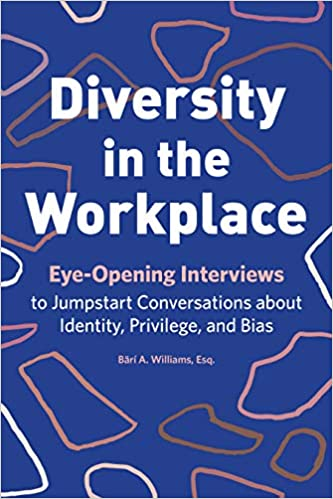 Diversity
in the
Workplace
Eye-Opening Interviews
to Jumpstart Conversations about
Identity, Privilege, and Bias
Bärí A. Williams, Esq.